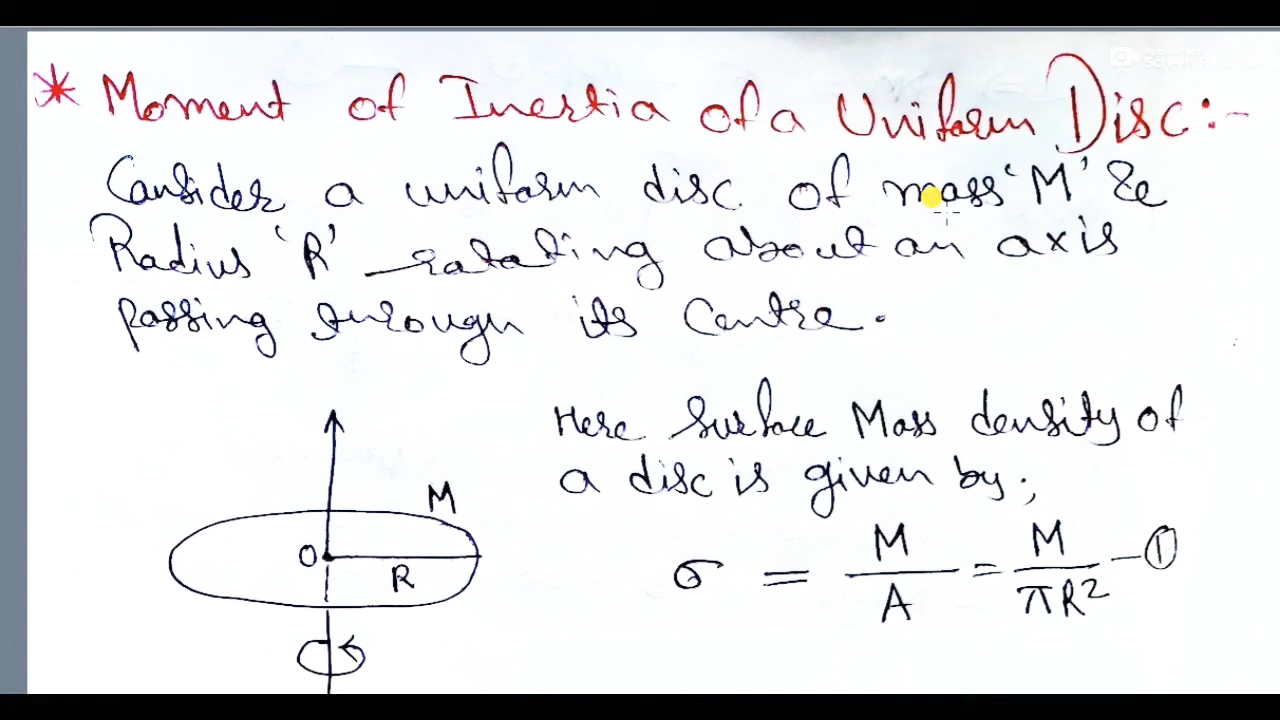 * Moment of Inertia of a Uniform Disc:-
Consider a uniform disc of mass 'M' &
Radius 'R' rotating about an axis
passing through its Centre.
Here Surface Mass density of
a disc is given by;
M
O
R
σ = M/A = M/πR² - ①